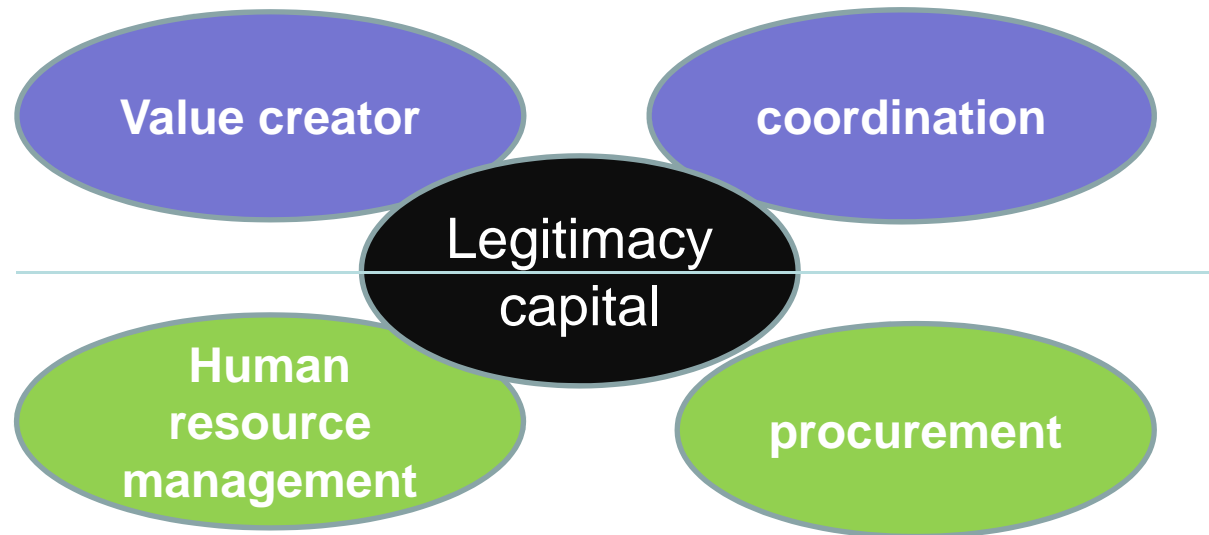 Value creator
coordination
Legitimacy
capital
Human
resource
management
procurement